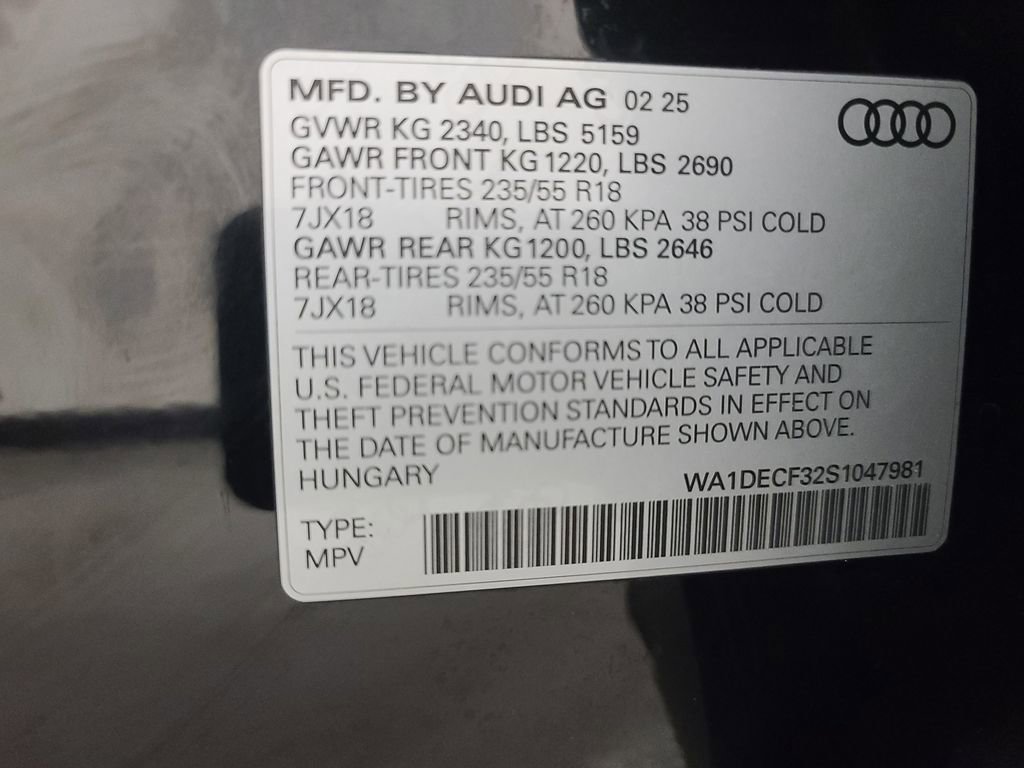 MFD. BY AUDI AG 02 25
GVWR KG 2340, LBS 5159
GAWR FRONT KG 1220, LBS 2690
FRONT-TIRES 235/55 R18
7JX18 RIMS, AT 260 KPA 38 PSI COLD
GAWR REAR KG 1200, LBS 2646
REAR-TIRES 235/55 R18
7JX18 RIMS, AT 260 KPA 38 PSI COLD
THIS VEHICLE CONFORMS TO ALL APPLICABLE
U.S. FEDERAL MOTOR VEHICLE SAFETY AND
THEFT PREVENTION STANDARDS IN EFFECT ON
THE DATE OF MANUFACTURE SHOWN ABOVE.
HUNGARY
WA1DECF32S1047981
TYPE:
MPV